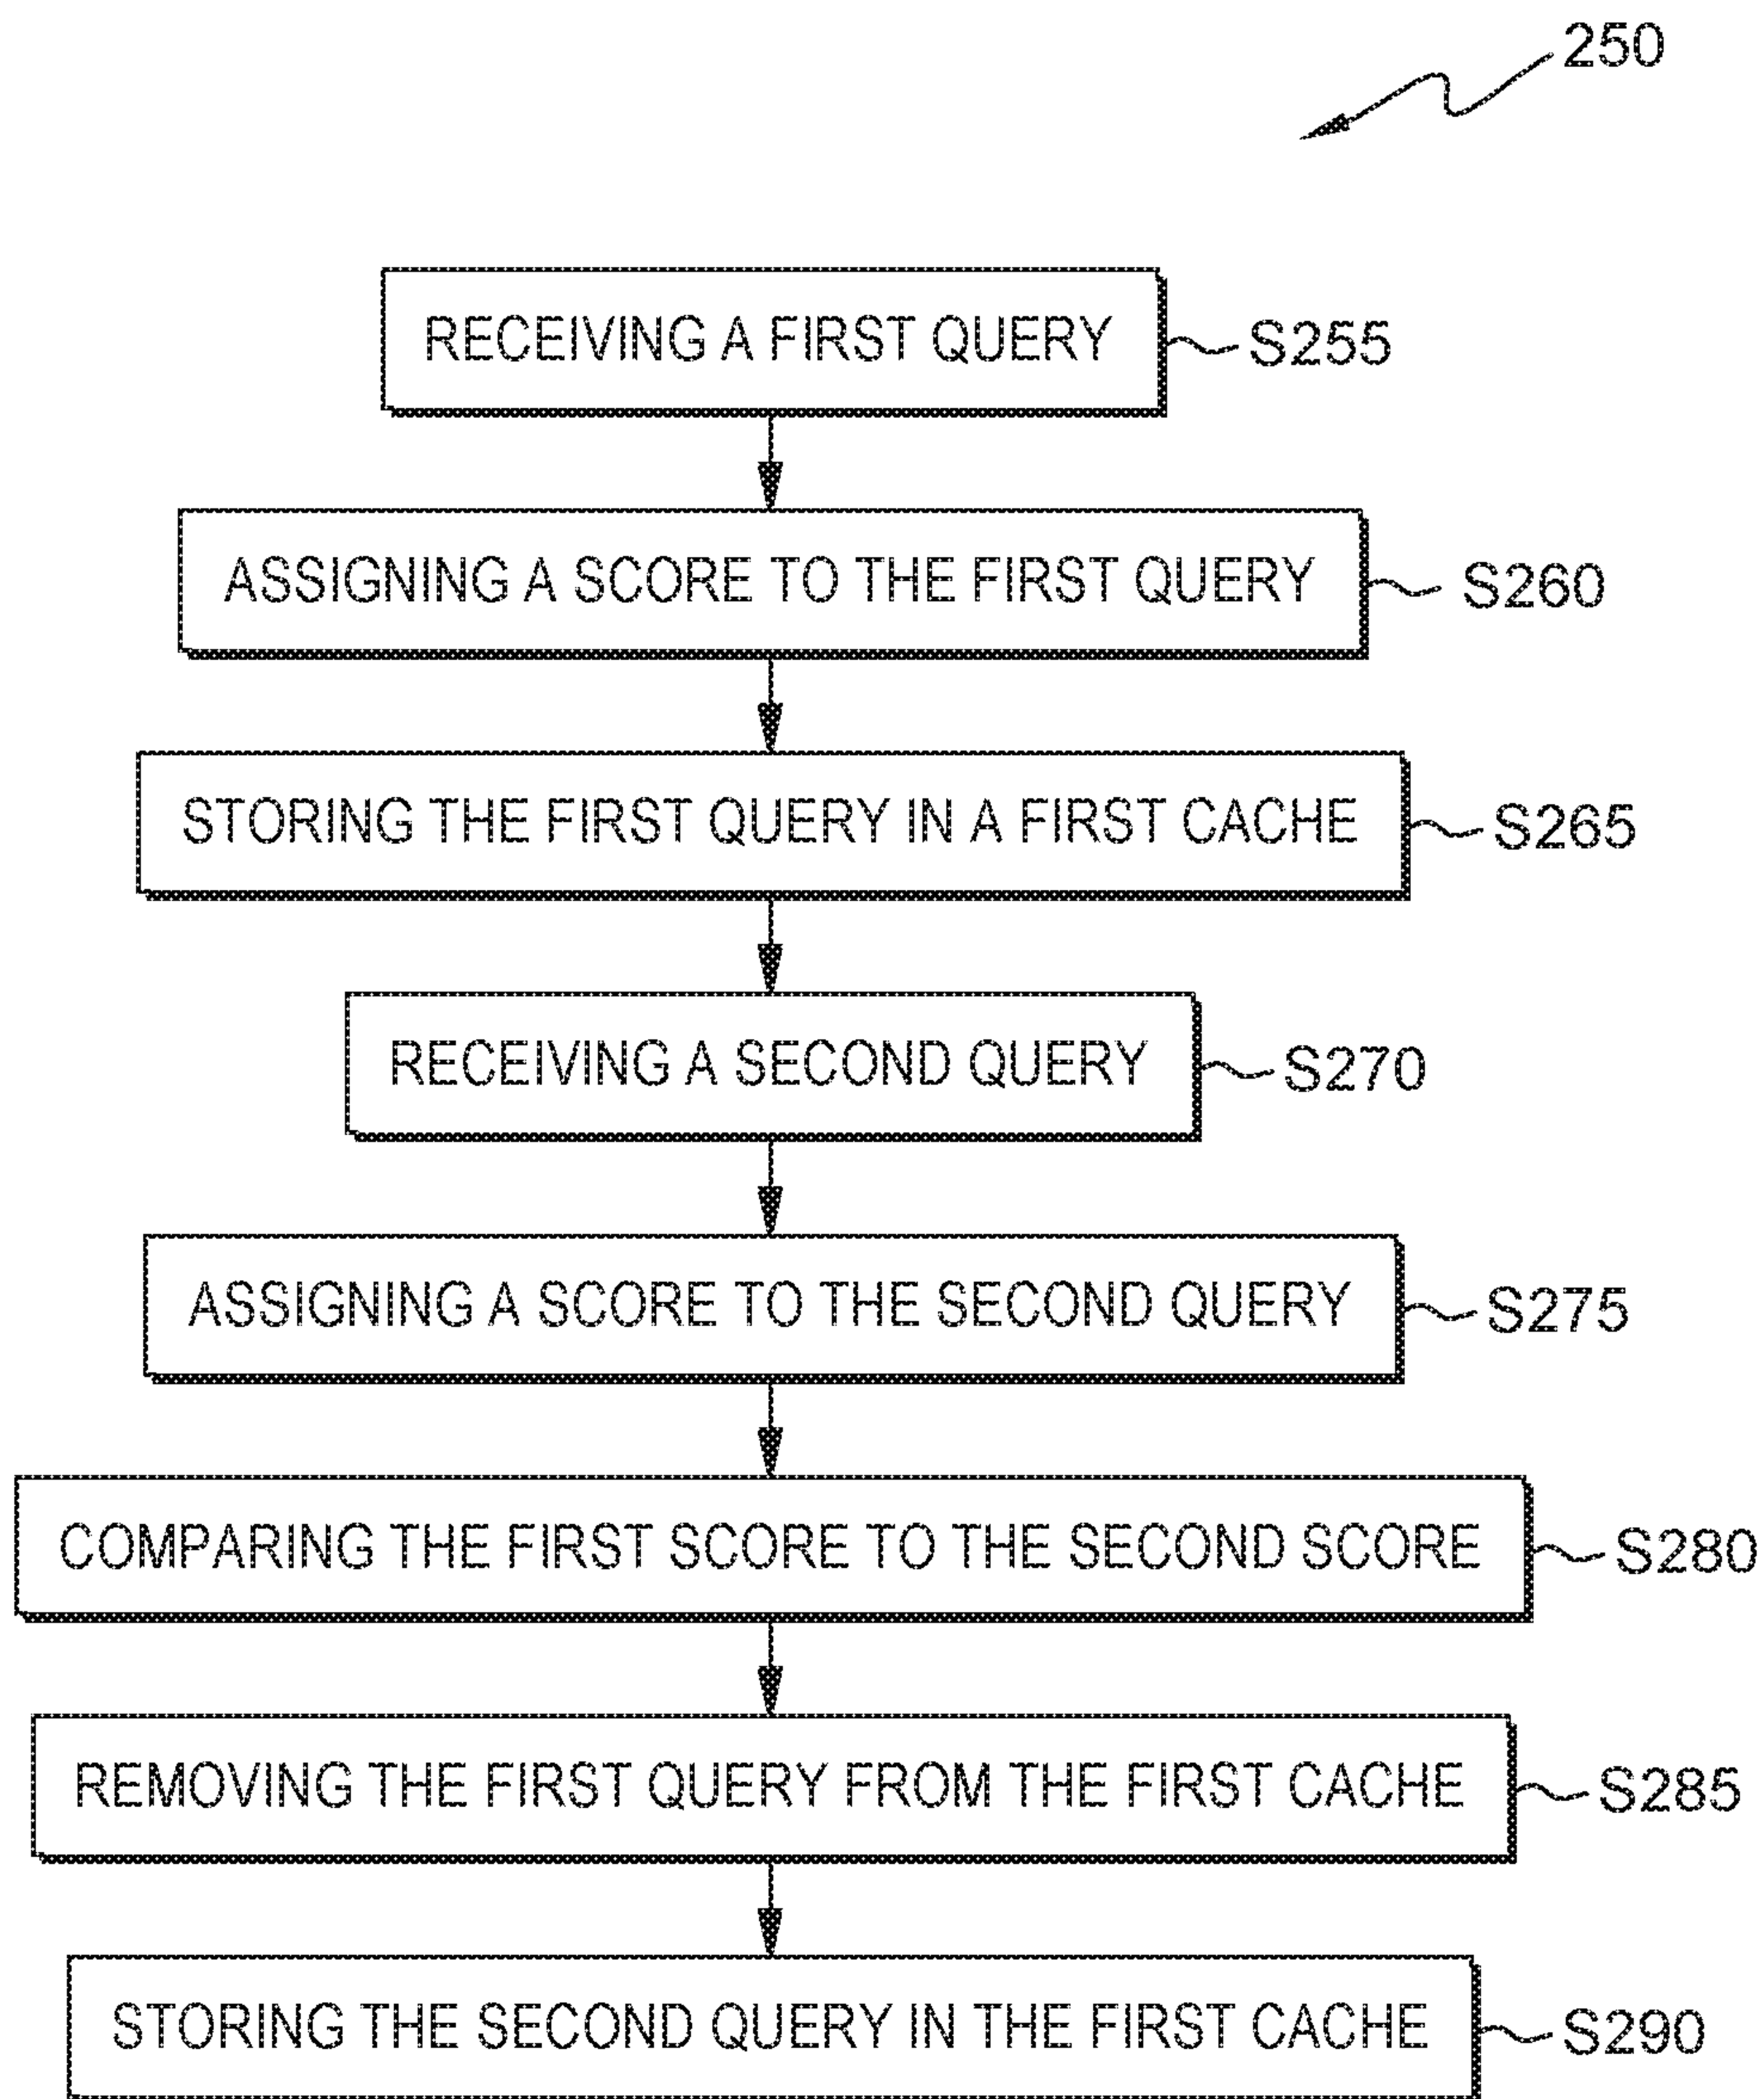 250
RECEIVING A FIRST QUERY
S255
ASSIGNING A SCORE TO THE FIRST QUERY
S260
STORING THE FIRST QUERY IN A FIRST CACHE
S265
RECEIVING A SECOND QUERY
S270
ASSIGNING A SCORE TO THE SECOND QUERY
S275
COMPARING THE FIRST SCORE TO THE SECOND SCORE
S280
REMOVING THE FIRST QUERY FROM THE FIRST CACHE
S285
STORING THE SECOND QUERY IN THE FIRST CACHE
S290